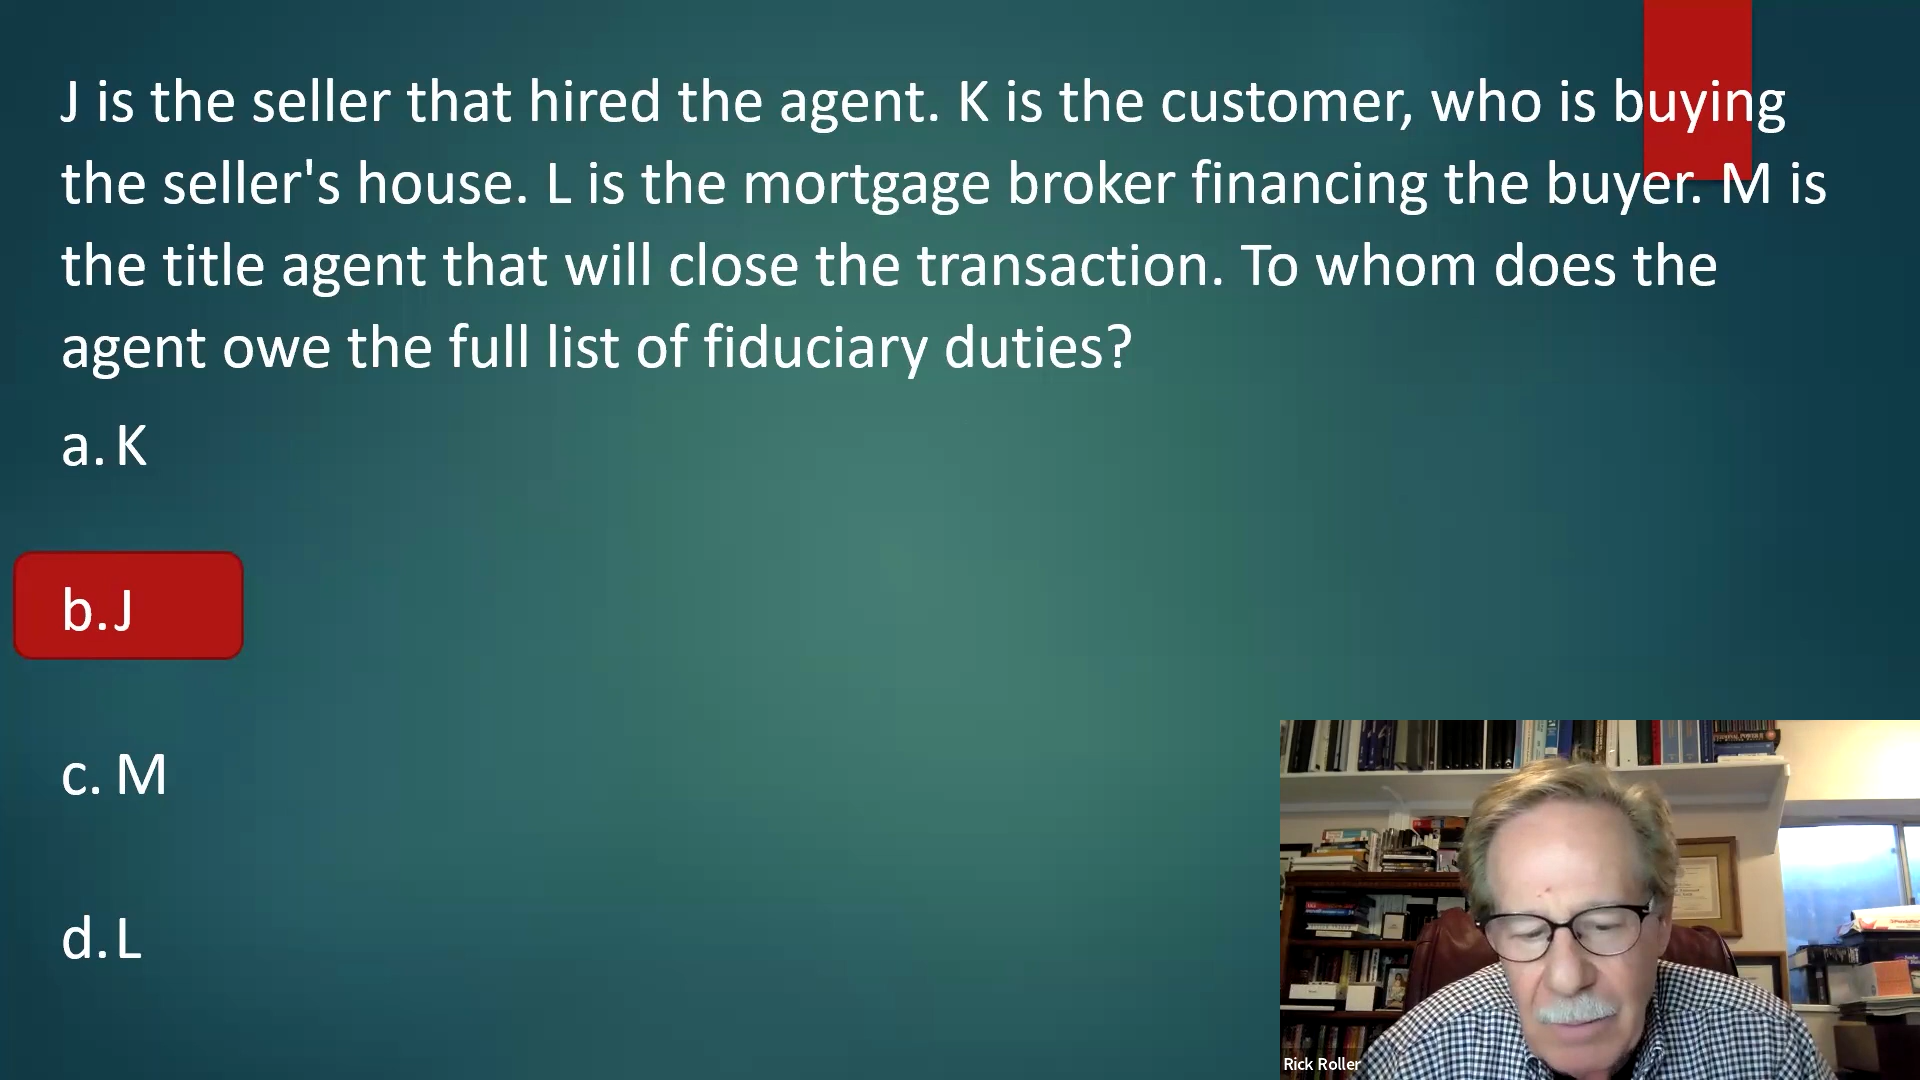 J is the seller that hired the agent. K is the customer, who is buying
the seller's house. L is the mortgage broker financing the buyer. M is
the title agent that will close the transaction. To whom does the
agent owe the full list of fiduciary duties?
a. K
b. J
c. M
d. L
Rick Roller